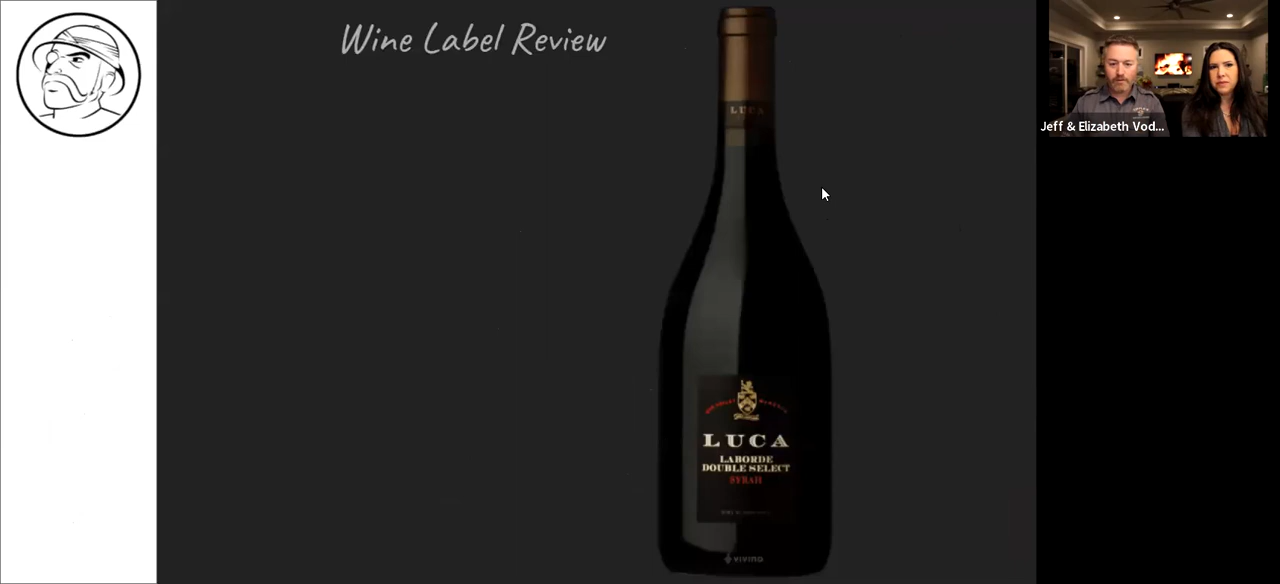 Wine Label Review
Jeff & Elizabeth Vod...
LUCA
LUCA
LABORDE
DOUBLE SELECT
SYRAH
VIVINO